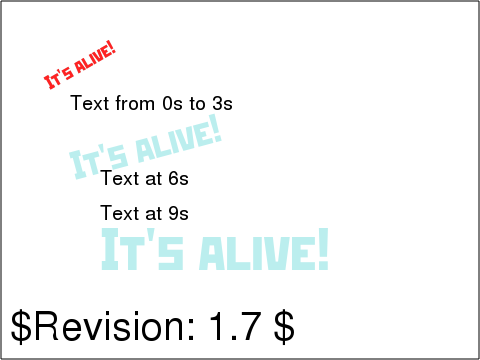 It's alive!
Text from 0s to 3s
It's alive!
Text at 6s
Text at 9s
It's alive!
$Revision: 1.7 $